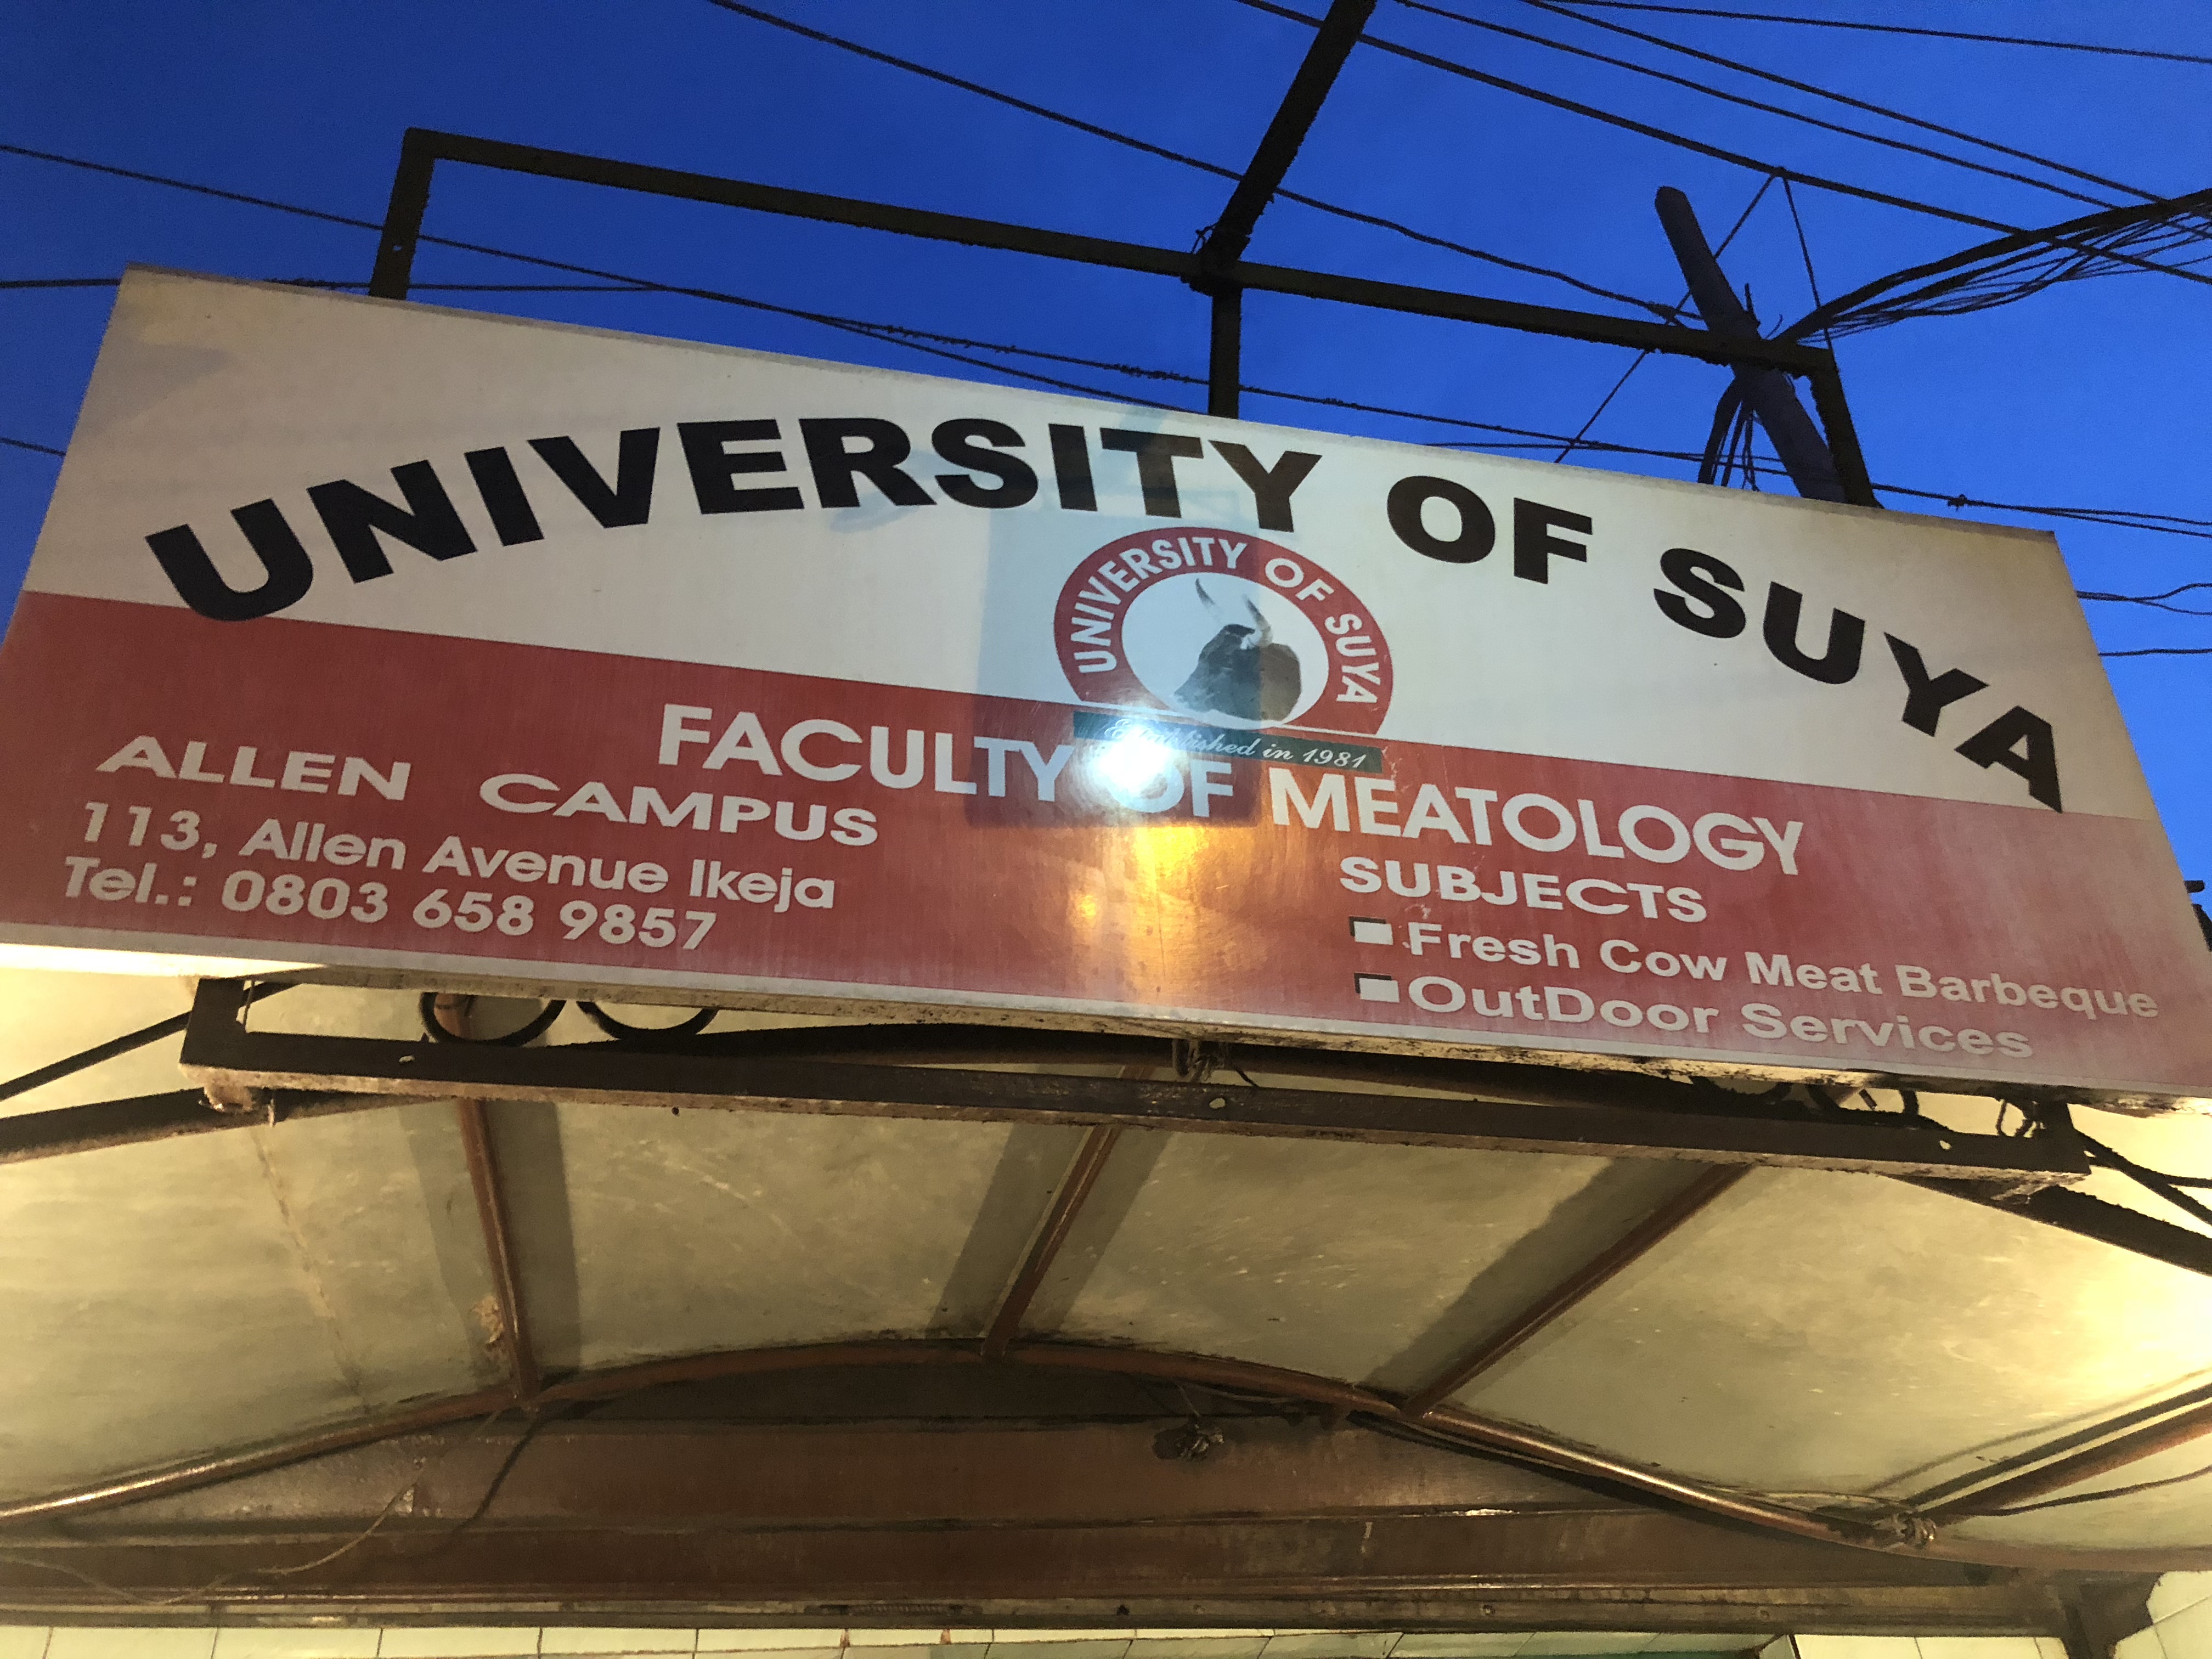 UNIVERSITY OF SUYA
UNIVERSITY OF SUYA
Established in 1981
FACULTY OF MEATOLOGY
ALLEN CAMPUS
113, Allen Avenue Ikeja
Tel.: 0803 658 9857
SUBJECTS
Fresh Cow Meat Barbeque
OutDoor Services